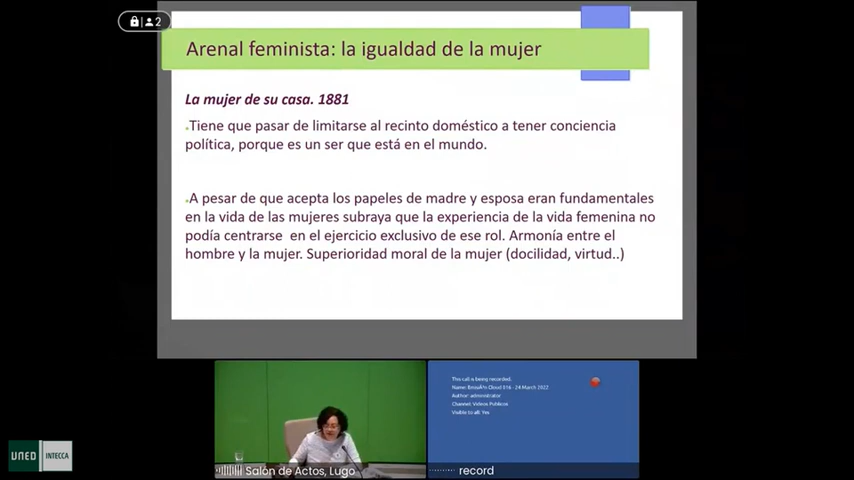 2
Arenal feminista: la igualdad de la mujer
La mujer de su casa. 1881
Tiene que pasar de limitarse al recinto doméstico a tener conciencia
política, porque es un ser que está en el mundo.
A pesar de que acepta los papeles de madre y esposa eran fundamentales
en la vida de las mujeres subraya que la experiencia de la vida femenina no
podía centrarse en el ejercicio exclusivo de ese rol. Armonía entre el
hombre y la mujer. Superioridad moral de la mujer (docilidad, virtud..)
This call is being recorded.
Cloud 016 - 24 March 2022
Author: administrator
Channel: Videos Publicos
Visible to all: Yes
UNED INTECCA
Salón de Actos, Lugo
record